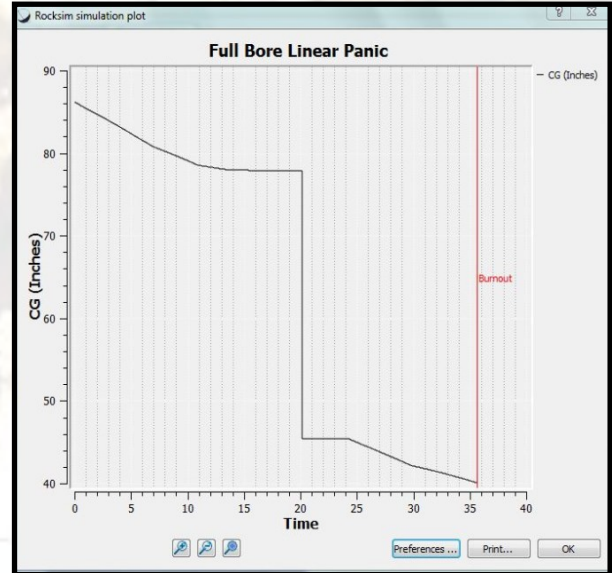 Rocksim simulation plot
Full Bore Linear Panic
CG (Inches)
90
80
70
60
50
40
CG (Inches)
Burnout
0 5 10 15 20 25 30 35 40
Time
Preferences ... Print... OK